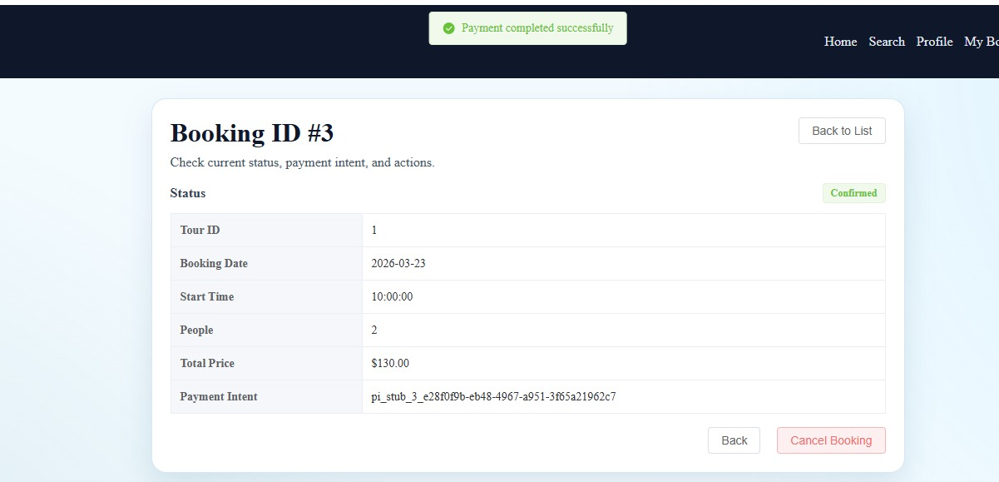 Payment completed successfully
Home Search Profile My Bo
Booking ID #3
Back to List
Check current status, payment intent, and actions.
Status
Confirmed
Tour ID 1
Booking Date 2026-03-23
Start Time 10:00:00
People 2
Total Price $130.00
Payment Intent pi_stub_3_e28f0f9b-eb48-4967-a951-3f65a21962c7
Back Cancel Booking